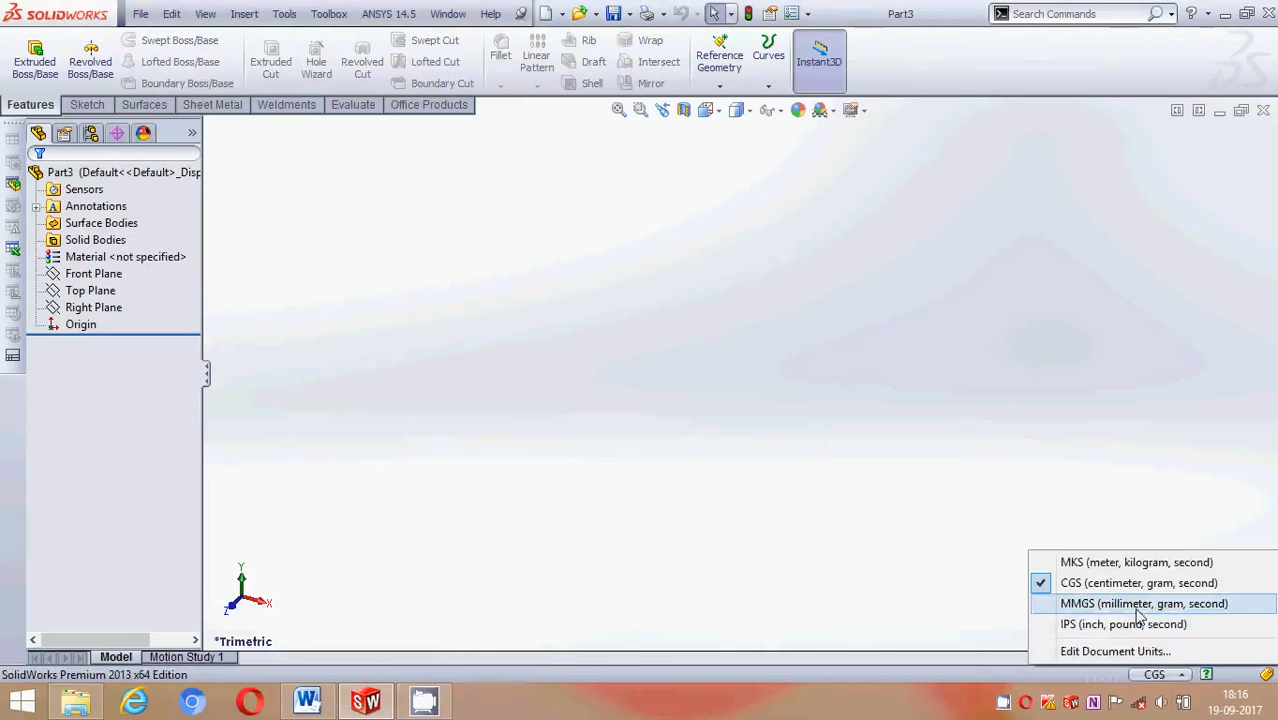 SOLIDWORKS File Edit View Insert Tools Toolbox ANSYS 14.5 Window Help Part3 Search Commands
Extruded Boss/Base
Revolved Boss/Base
Swept Boss/Base
Lofted Boss/Base
Boundary Boss/Base
Extruded Cut
Hole Wizard
Revolved Cut
Swept Cut
Lofted Cut
Boundary Cut
Fillet
Linear Pattern
Rib
Draft
Shell
Wrap
Intersect
Mirror
Reference Geometry
Curves
Instant3D
Features Sketch Surfaces Sheet Metal Weldments Evaluate Office Products
Part3 (Default<<Default>_Disp
Sensors
Annotations
Surface Bodies
Solid Bodies
Material <not specified>
Front Plane
Top Plane
Right Plane
Origin
Y
X
Z
*Trimetric
MKS (meter, kilogram, second)
CGS (centimeter, gram, second)
MMGS (millimeter, gram, second)
IPS (inch, pound, second)
Edit Document Units...
Model Motion Study 1
SolidWorks Premium 2013 x64 Edition CGS
18:16
19-09-2017